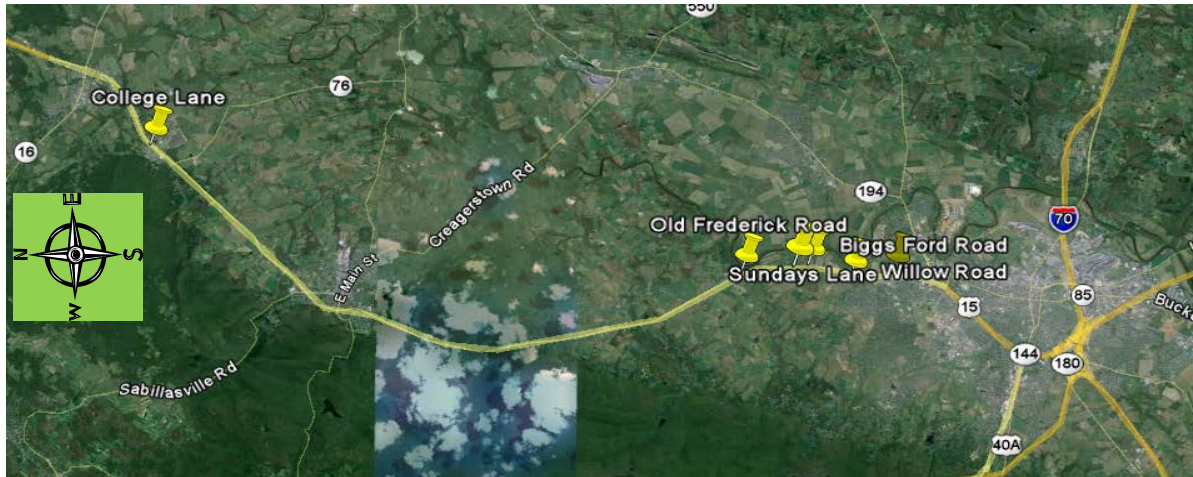 550
College Lane
76
16
Creagerstown Rd
194
Old Frederick Road
70
Biggs Ford Road
Sundays Lane
Willow Road
E Main St
15
85
144
180
Sabillasville Rd
40A
N
E
S
W